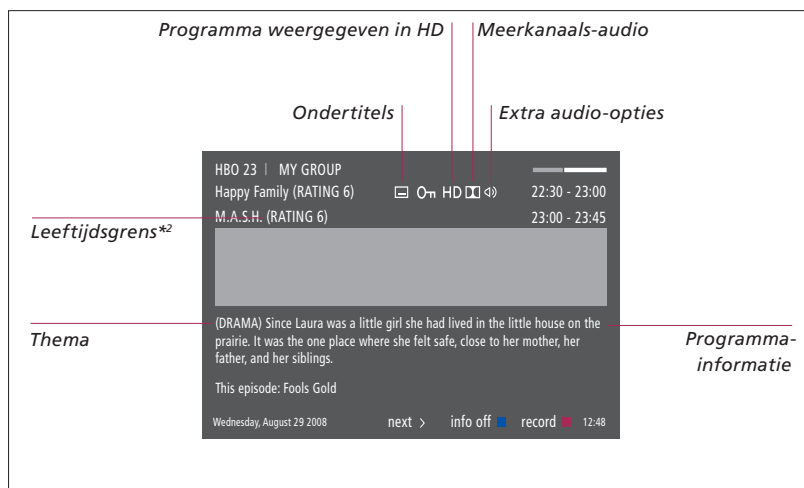 Programma weergegeven in HD Meerkanaals-audio
Ondertitels Extra audio-opties
HBO 23 | MY GROUP
Happy Family (RATING 6) HD 22:30 - 23:00
M.A.S.H. (RATING 6) 23:00 - 23:45
Leeftijdsgrens*2
(DRAMA) Since Laura was a little girl she had lived in the little house on the
prairie. It was the one place where she felt safe, close to her mother, her
father, and her siblings.
Thema
Programma-
informatie
This episode: Fools Gold
Wednesday, August 29 2008 next > info off record 12:48